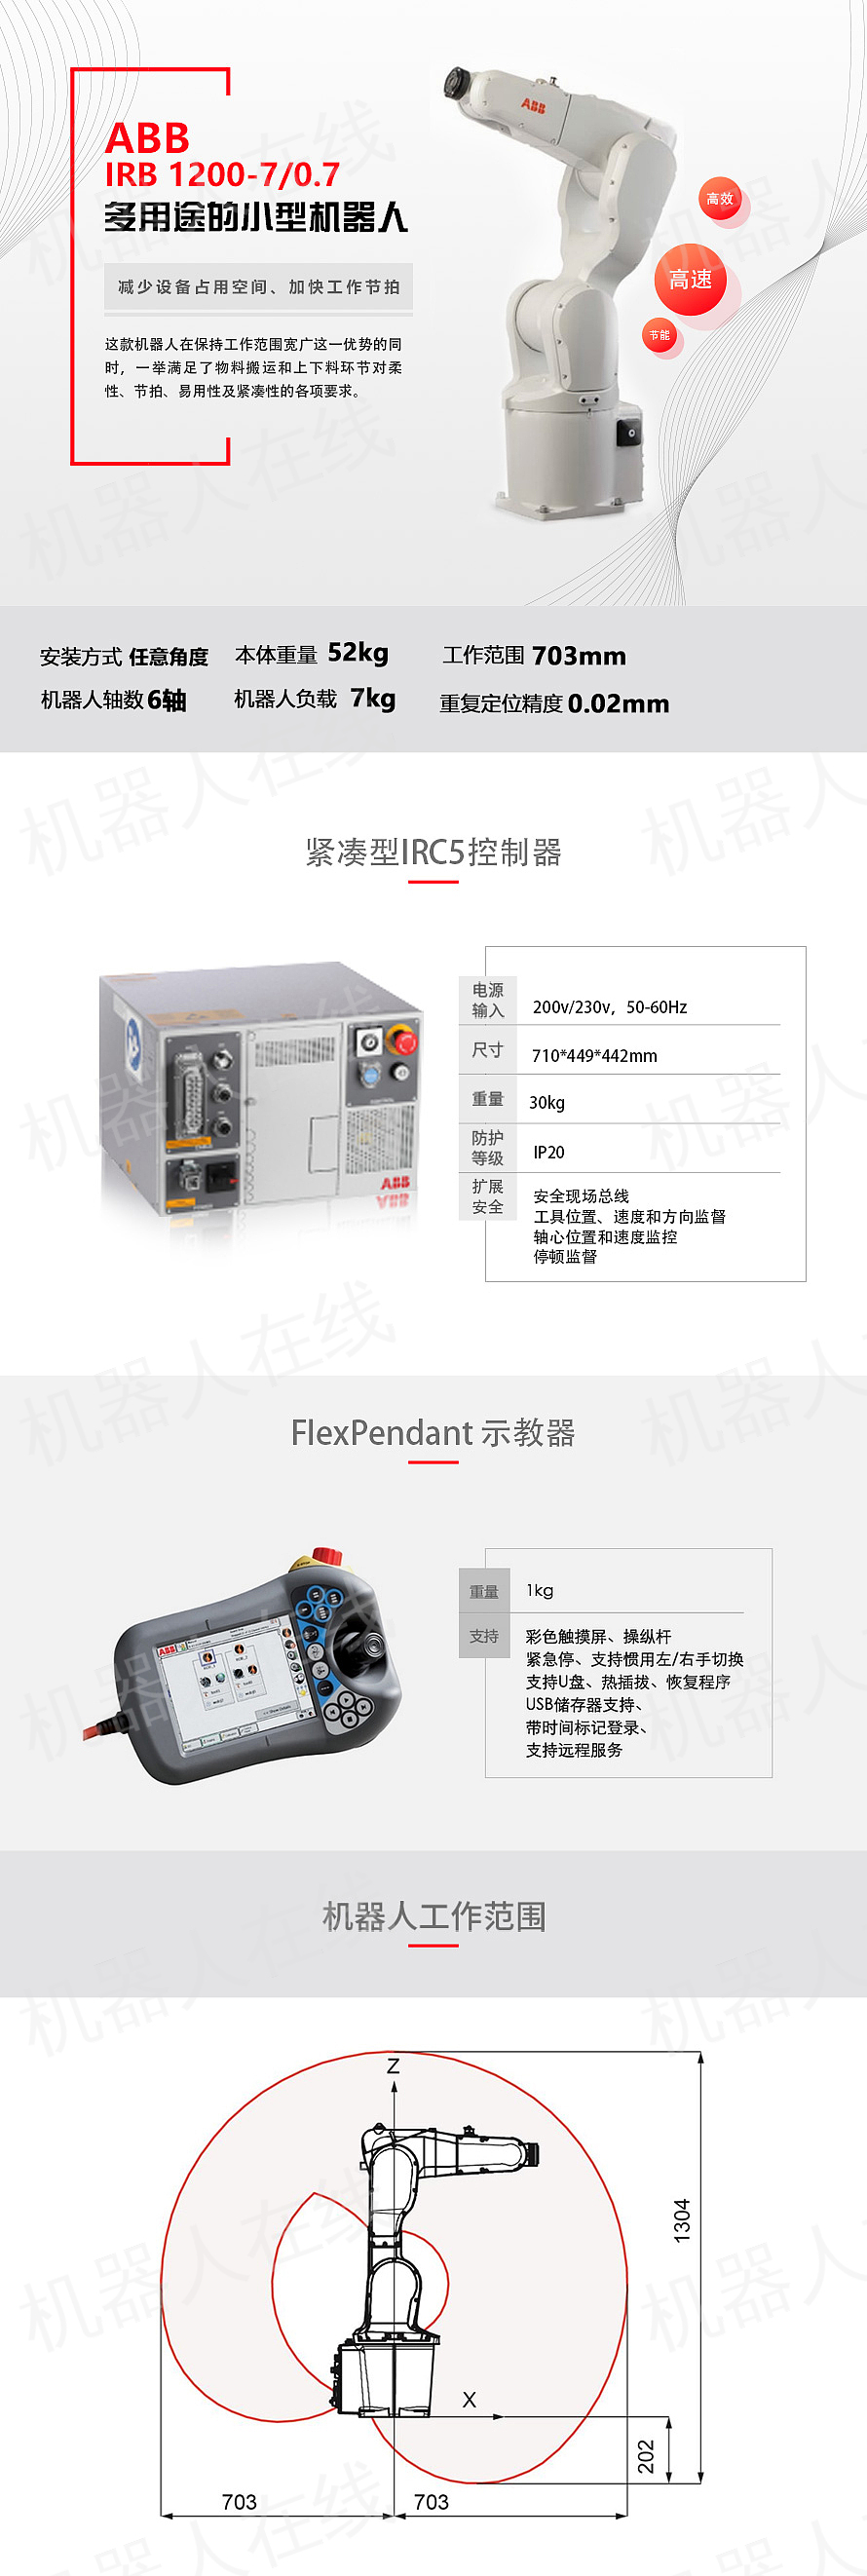 ABB
IRB 1200-7/0.7
多用途的小型机器人
减少设备占用空间、加快工作节拍
这款机器人在保持工作范围宽广这一优势的同
时，一举满足了物料搬运和上下料环节对柔
性、节拍、易用性及紧凑性的各项要求。
ABB
高效
高速
节能
安装方式 任意角度
本体重量 52kg
工作范围 703mm
机器人轴数 6轴
机器人负载 7kg
重复定位精度 0.02mm
紧凑型IRC5控制器
ABB
电源
输入
200v/230v，50-60Hz
尺寸
710*449*442mm
重量
30kg
防护
等级
IP20
扩展
安全
安全现场总线
工具位置、速度和方向监督
轴心位置和速度监控
停顿监督
FlexPendant 示教器
ABB
重量
1kg
支持
彩色触摸屏、操纵杆
紧急停、支持惯用左/右手切换
支持U盘、热插拔、恢复程序
USB储存器支持、
带时间标记登录、
支持远程服务
机器人工作范围
Z
1304
X
202
703
703
机器人在线